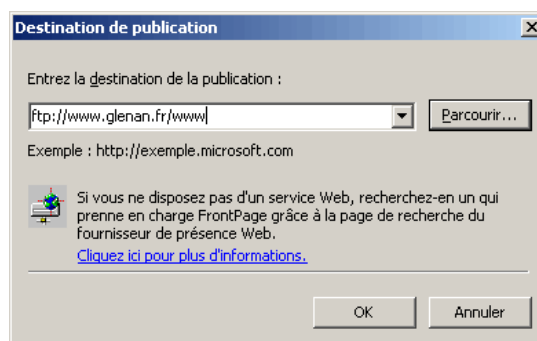 Destination de publication
Entrez la destination de la publication :
ftp://www.glenan.fr/www
Parcourir...
Exemple : http://exemple.microsoft.com
Si vous ne disposez pas d'un service Web, recherchez-en un qui
prenne en charge FrontPage grâce à la page de recherche du
fournisseur de présence Web.
Cliquez ici pour plus d'informations.
OK
Annuler